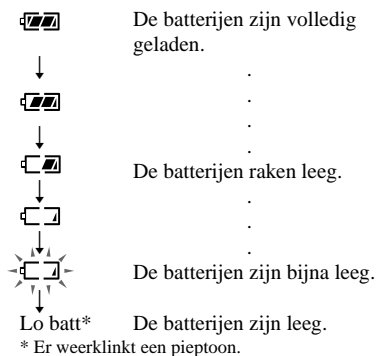 De batterijen zijn volledig
geladen.
.
.
.
.
De batterijen raken leeg.
.
.
.
De batterijen zijn bijna leeg.
Lo batt* De batterijen zijn leeg.
* Er weerklinkt een pieptoon.